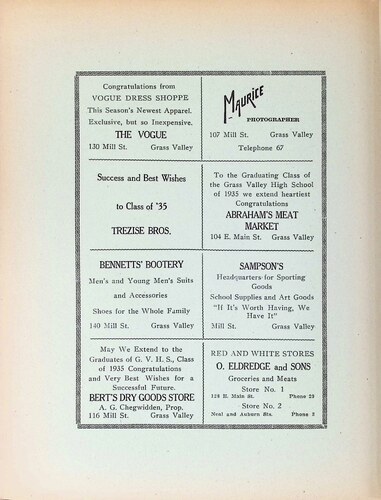 Congratulations from
VOGUE DRESS SHOPPE
This Season's Newest Apparel.
Exclusive, but so Inexpensive.
THE VOGUE
130 Mill St. Grass Valley
MAURICE
PHOTOGRAPHER
107 Mill St. Grass Valley
Telephone 67
Success and Best Wishes
to Class of '35
TREZISE BROS.
To the Graduating Class of
the Grass Valley High School
of 1935 we extend heartiest
Congratulations
ABRAHAM'S MEAT
MARKET
104 E. Main St. Grass Valley
BENNETTS' BOOTERY
Men's and Young Men's Suits
and Accessories
Shoes for the Whole Family
140 Mill St. Grass Valley
SAMPSON'S
Headquarters for Sporting
Goods
School Supplies and Art Goods
"If It's Worth Having, We
Have It"
Mill St. Grass Valley
May We Extend to the
Graduates of G. V. H. S., Class
of 1935 Congratulations
and Very Best Wishes for a
Successful Future.
BERT'S DRY GOODS STORE
A. G. Chegwidden, Prop.
116 Mill St. Grass Valley
RED AND WHITE STORES
O. ELDREDGE and SONS
Groceries and Meats
Store No. 1
E. Main St. Phone
Store No. 2
Neal and Auburn Sts. Phone 2